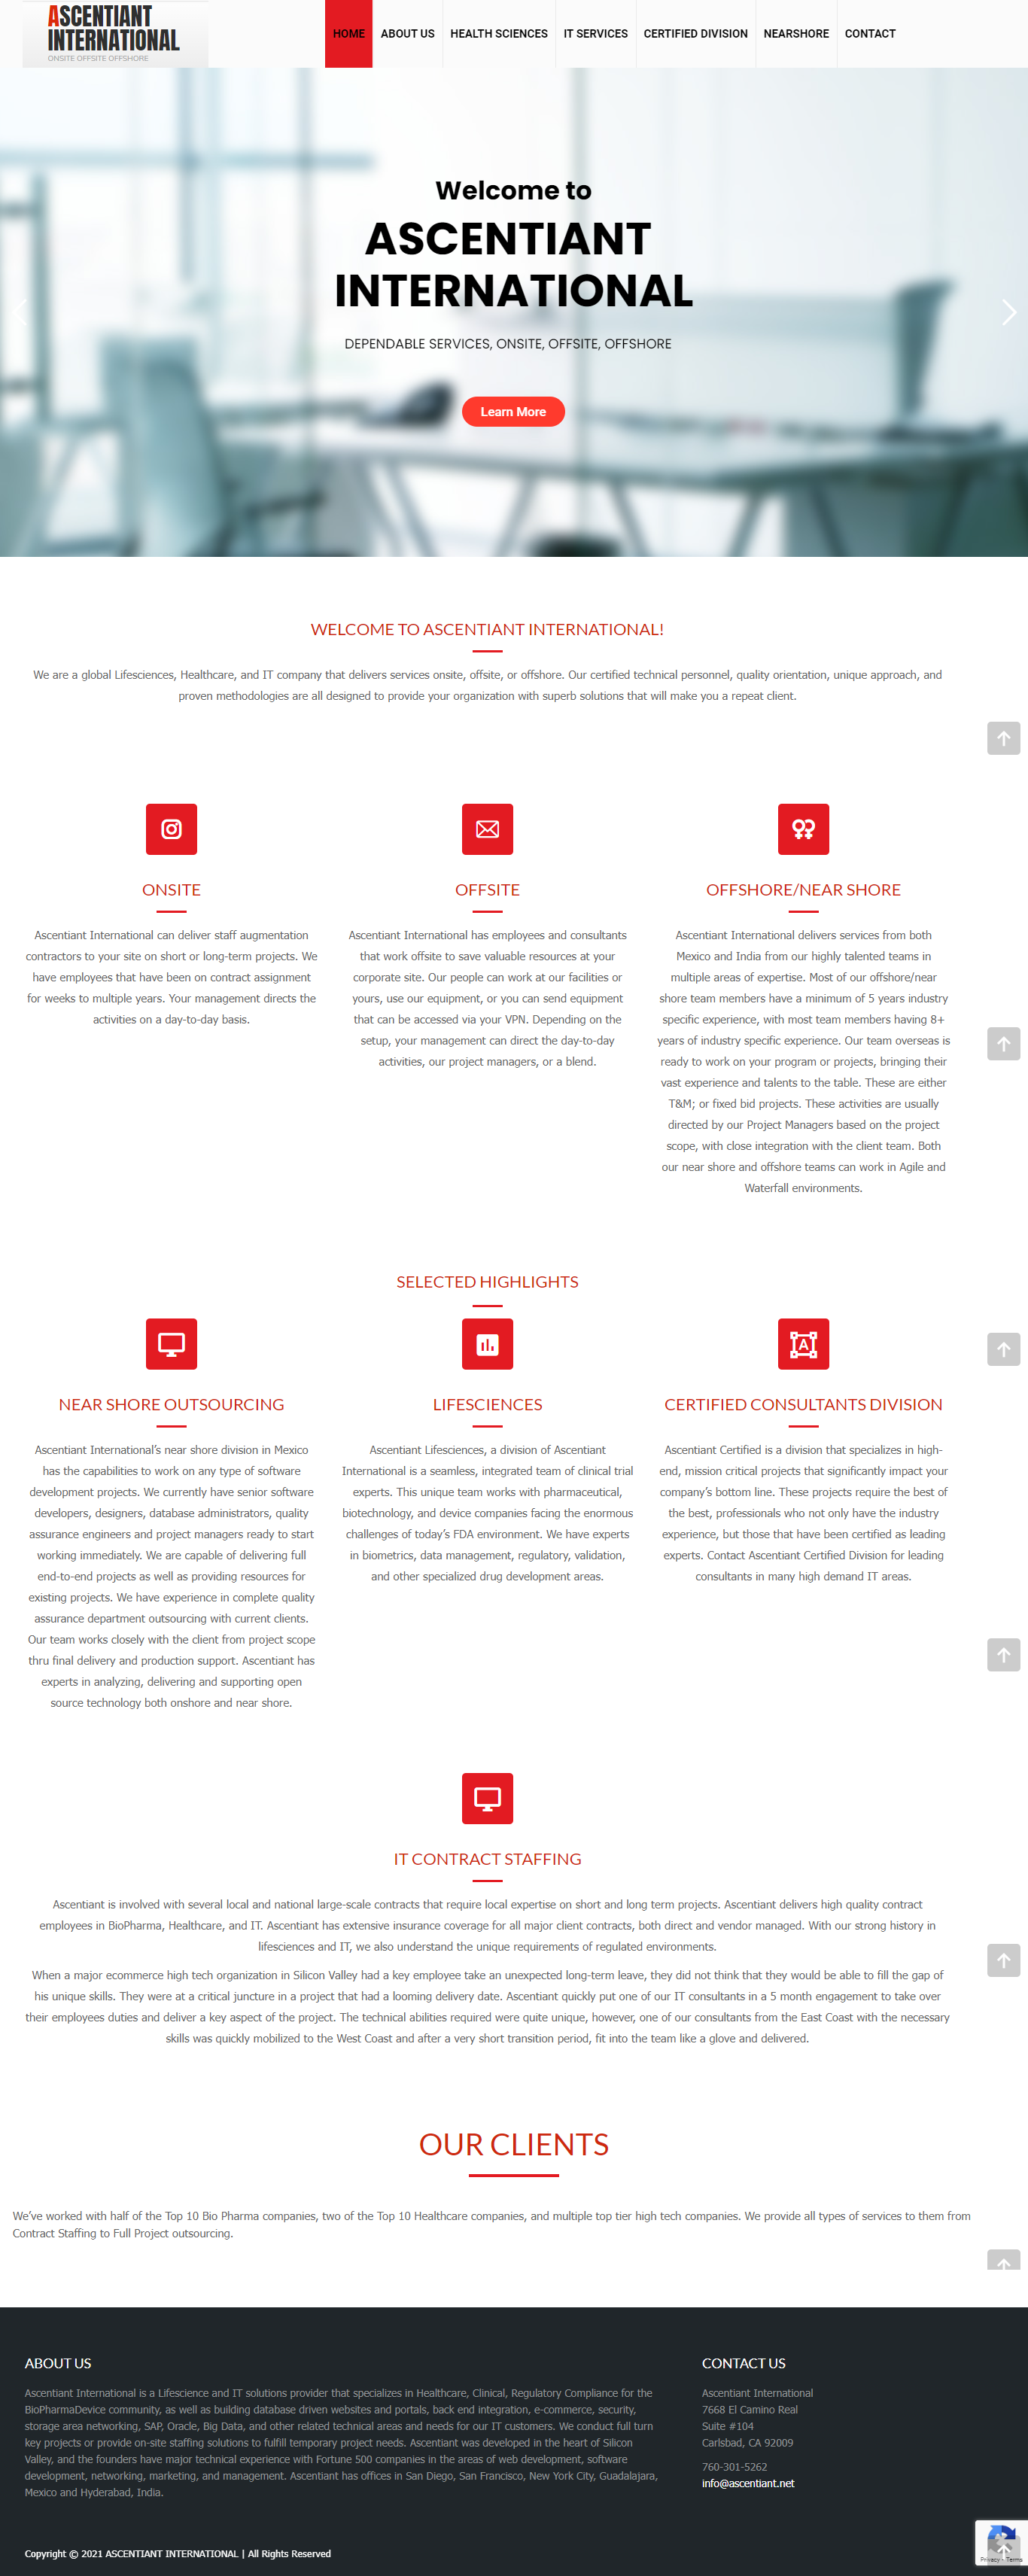 ASCENTIANT
INTERNATIONAL
ONSITE OFFSITE OFFSHORE
HOME
ABOUT US
HEALTH SCIENCES
IT SERVICES
CERTIFIED DIVISION
NEARSHORE
CONTACT
Welcome to
ASCENTIANT
INTERNATIONAL
DEPENDABLE SERVICES, ONSITE, OFFSITE, OFFSHORE
Learn More
WELCOME TO ASCENTIANT INTERNATIONAL!
We are a global Lifesciences, Healthcare, and IT company that delivers services onsite, offsite, or offshore. Our certified technical personnel, quality orientation, unique approach, and
proven methodologies are all designed to provide your organization with superb solutions that will make you a repeat client.
ONSITE
Ascentiant International can deliver staff augmentation
contractors to your site on short or long-term projects. We
have employees that have been on contract assignment
for weeks to multiple years. Your management directs the
activities on a day-to-day basis.
OFFSITE
Ascentiant International has employees and consultants
that work offsite to save valuable resources at your
corporate site. Our people can work at our facilities or
yours, use our equipment, or you can send equipment
that can be accessed via your VPN. Depending on the
setup, your management can direct the day-to-day
activities, our project managers, or a blend.
OFFSHORE/NEAR SHORE
Ascentiant International delivers services from both
Mexico and India from our highly talented teams in
multiple areas of expertise. Most of our offshore/near
shore team members have a minimum of 5 years industry
specific experience, with most team members having 8+
years of industry specific experience. Our team overseas is
ready to work on your program or projects, bringing their
vast experience and talents to the table. These are either
T&M; or fixed bid projects. These activities are usually
directed by our Project Managers based on the project
scope, with close integration with the client team. Both
our near shore and offshore teams can work in Agile and
Waterfall environments.
SELECTED HIGHLIGHTS
NEAR SHORE OUTSOURCING
Ascentiant International's near shore division in Mexico
has the capabilities to work on any type of software
development projects. We currently have senior software
developers, designers, database administrators, quality
assurance engineers and project managers ready to start
working immediately. We are capable of delivering full
end-to-end projects as well as providing resources for
existing projects. We have experience in complete quality
assurance department outsourcing with current clients.
Our team works closely with the client from project scope
thru final delivery and production support. Ascentiant has
experts in analyzing, delivering and supporting open
source technology both onshore and near shore.
LIFESCIENCES
Ascentiant Lifesciences, a division of Ascentiant
International is a seamless, integrated team of clinical trial
experts. This unique team works with pharmaceutical,
biotechnology, and device companies facing the enormous
challenges of today's FDA environment. We have experts
in biometrics, data management, regulatory, validation,
and other specialized drug development areas.
A
CERTIFIED CONSULTANTS DIVISION
Ascentiant Certified is a division that specializes in high-
end, mission critical projects that significantly impact your
company's bottom line. These projects require the best of
the best, professionals who not only have the industry
experience, but those that have been certified as leading
experts. Contact Ascentiant Certified Division for leading
consultants in many high demand IT areas.
IT CONTRACT STAFFING
Ascentiant is involved with several local and national large-scale contracts that require local expertise on short and long term projects. Ascentiant delivers high quality contract
employees in BioPharma, Healthcare, and IT. Ascentiant has extensive insurance coverage for all major client contracts, both direct and vendor managed. With our strong history in
lifesciences and IT, we also understand the unique requirements of regulated environments.
When a major ecommerce high tech organization in Silicon Valley had a key employee take an unexpected long-term leave, they did not think that they would be able to fill the gap of
his unique skills. They were at a critical juncture in a project that had a looming delivery date. Ascentiant quickly put one of our IT consultants in a 5 month engagement to take over
their employees duties and deliver a key aspect of the project. The technical abilities required were quite unique, however, one of our consultants from the East Coast with the necessary
skills was quickly mobilized to the West Coast and after a very short transition period, fit into the team like a glove and delivered.
OUR CLIENTS
We've worked with half of the Top 10 Bio Pharma companies, two of the Top 10 Healthcare companies, and multiple top tier high tech companies. We provide all types of services to them from
Contract Staffing to Full Project outsourcing.
ABOUT US
Ascentiant International is a Lifescience and IT solutions provider that specializes in Healthcare, Clinical, Regulatory Compliance for the
BioPharmaDevice community, as well as building database driven websites and portals, back end integration, e-commerce, security,
storage area networking, SAP, Oracle, Big Data, and other related technical areas and needs for our IT customers. We conduct full turn
key projects or provide on-site staffing solutions to fulfill temporary project needs. Ascentiant was developed in the heart of Silicon
Valley, and the founders have major technical experience with Fortune 500 companies in the areas of web development, software
development, networking, marketing, and management. Ascentiant has offices in San Diego, San Francisco, New York City, Guadalajara,
Mexico and Hyderabad, India.
CONTACT US
Ascentiant International
7668 El Camino Real
Suite #104
Carlsbad, CA 92009
760-301-5262
info@ascentiant.net
Copyright © 2021 ASCENTIANT INTERNATIONAL | All Rights Reserved
Privacy - Terms